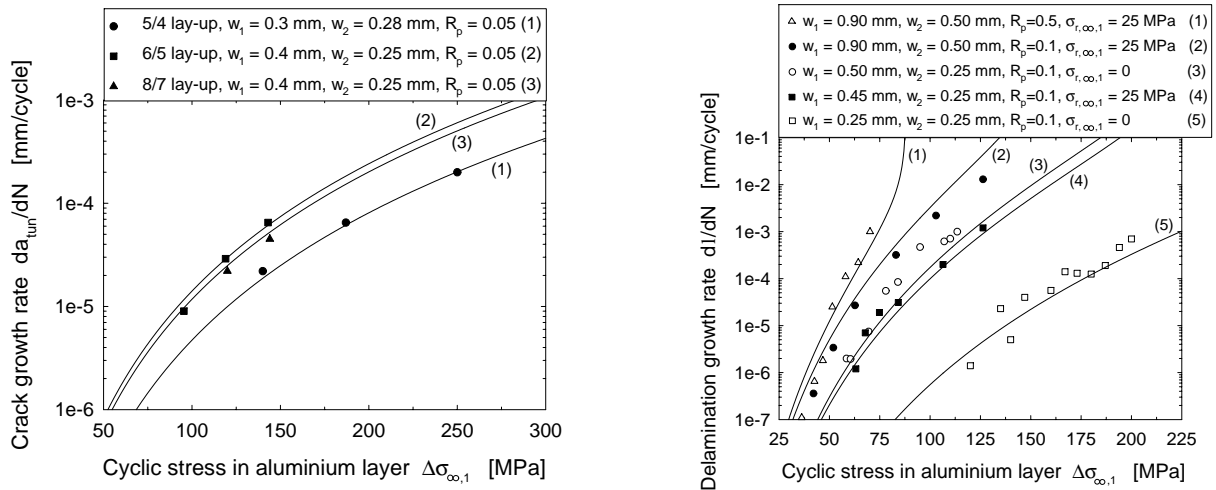 5/4 lay-up, w₁ = 0.3 mm, w₂ = 0.28 mm, Rₚ = 0.05 (1)
6/5 lay-up, w₁ = 0.4 mm, w₂ = 0.25 mm, Rₚ = 0.05 (2)
8/7 lay-up, w₁ = 0.4 mm, w₂ = 0.25 mm, Rₚ = 0.05 (3)
Crack growth rate da_tun/dN [mm/cycle]
1e-3
1e-4
1e-5
1e-6
(2)
(3)
(1)
50 100 150 200 250 300
Cyclic stress in aluminium layer Δσ∞,1 [MPa]
w₁ = 0.90 mm, w₂ = 0.50 mm, Rₚ=0.5, σr,∞,1 = 25 MPa (1)
w₁ = 0.90 mm, w₂ = 0.50 mm, Rₚ=0.1, σr,∞,1 = 25 MPa (2)
w₁ = 0.50 mm, w₂ = 0.25 mm, Rₚ=0.1, σr,∞,1 = 0 (3)
w₁ = 0.45 mm, w₂ = 0.25 mm, Rₚ=0.1, σr,∞,1 = 25 MPa (4)
w₁ = 0.25 mm, w₂ = 0.25 mm, Rₚ=0.1, σr,∞,1 = 0 (5)
Delamination growth rate dl/dN [mm/cycle]
1e-1
1e-2
1e-3
1e-4
1e-5
1e-6
1e-7
(1)
(2)
(3)
(4)
(5)
25 50 75 100 125 150 175 200 225
Cyclic stress in aluminium layer Δσ∞,1 [MPa]